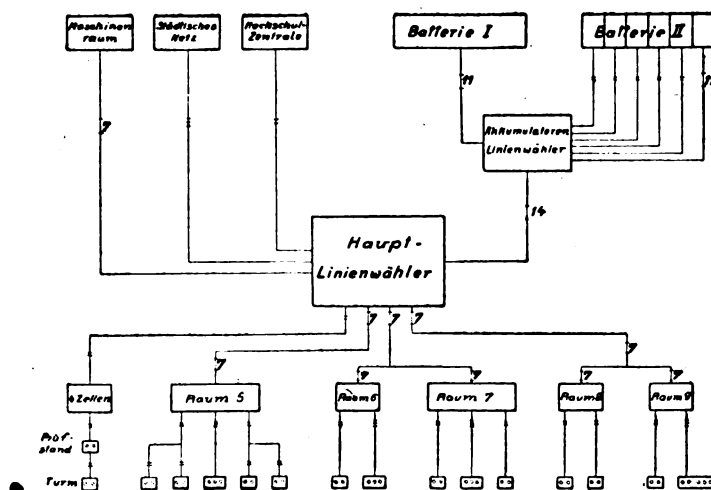 Maschinen
raum
Städtisches
Netz
Hochschul-
Zentrale
Batterie I
Batterie II
11
7
Akkumulatoren
Linienwähler
14
Haupt-
Linienwähler
7 7 7
7 7
7 7 7 7
4 Zellen
Raum 5
Raum 6
Raum 7
Raum 8
Raum 9
Prüf-
stand
Turm